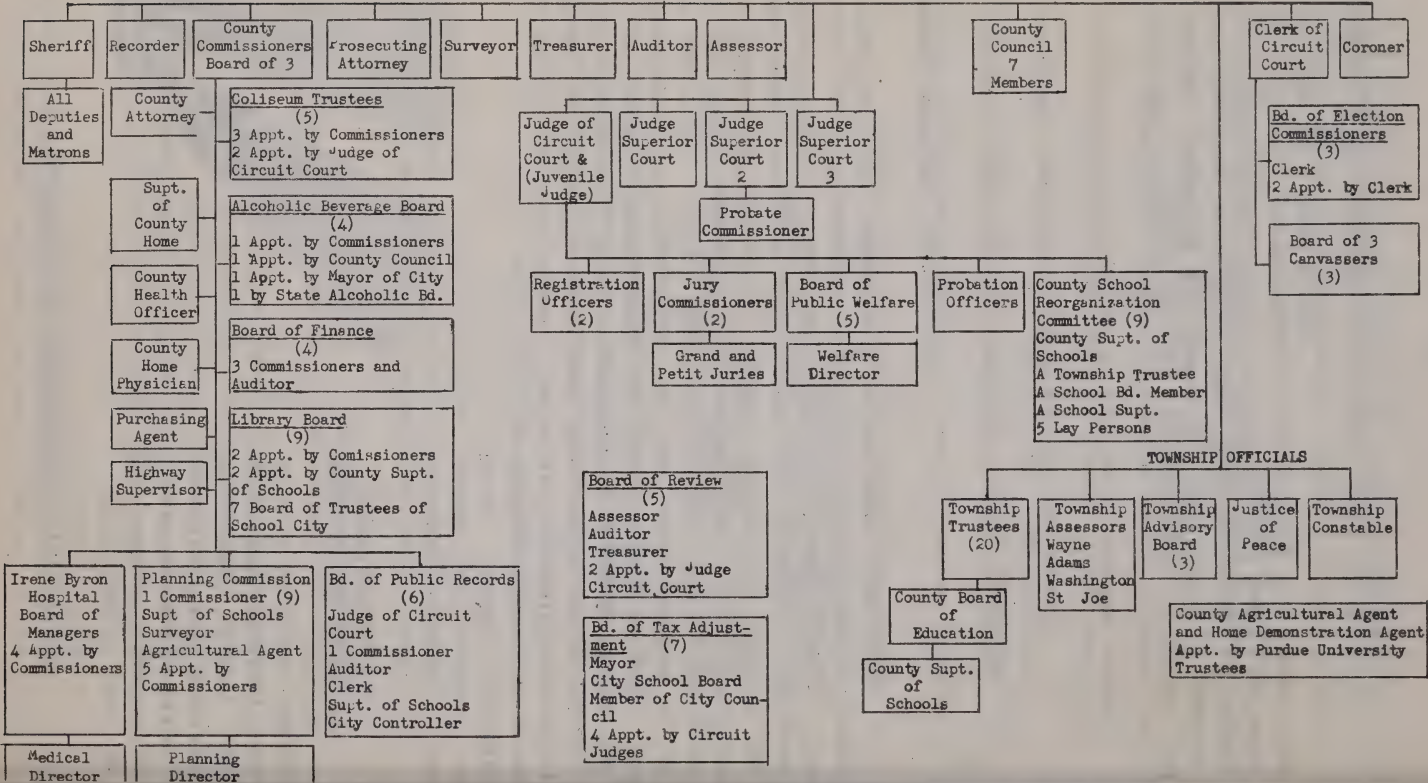 Sheriff
Recorder
County
Commissioners
Board of 3
Prosecuting
Attorney
Surveyor
Treasurer
Auditor
Assessor
County
Council
7
Members
Clerk of
Circuit
Court
Coroner
All
Deputies
and
Matrons
County
Attorney
Supt.
of
County
Home
County
Health
Officer
County
Home
Physician
Purchasing
Agent
Highway
Supervisor
Coliseum Trustees
(5)
3 Appt. by Commissioners
2 Appt. by Judge of
Circuit Court
Alcoholic Beverage Board
(4)
1 Appt. by Commissioners
1 Appt. by County Council
1 Appt. by Mayor of City
1 by State Alcoholic Bd.
Board of Finance
(4)
3 Commissioners and
Auditor
Library Board
(9)
2 Appt. by Comissioners
2 Appt. by County Supt.
of Schools
7 Board of Trustees of
School City
Judge of
Circuit
Court &
(Juvenile
Judge)
Judge
Superior
Court
Judge
Superior
Court
2
Judge
Superior
Court
3
Probate
Commissioner
Bd. of Election
Commissioners
(3)
Clerk
2 Appt. by Clerk
Board of 3
Canvassers
(3)
Registration
Officers
(2)
Jury
Commissioners
(2)
Board of
Public Welfare
(5)
Probation
Officers
County School
Reorganization
Committee (9)
County Supt. of
Schools
A Township Trustee
A School Bd. Member
A School Supt.
5 Lay Persons
Grand and
Petit Juries
Welfare
Director
TOWNSHIP OFFICIALS
Township
Trustees
(20)
Township
Assessors
Wayne
Adams
Washington
St Joe
Township
Advisory
Board
(3)
Justice
of
Peace
Township
Constable
County Board
of
Education
County Supt.
of
Schools
County Agricultural Agent
and Home Demonstration Agent
Appt. by Purdue University
Trustees
Board of Review
(5)
Assessor
Auditor
Treasurer
2 Appt. by Judge
Circuit Court
Bd. of Tax Adjust-
ment (7)
Mayor
City School Board
Member of City Coun-
cil
4 Appt. by Circuit
Judges
Irene Byron
Hospital
Board of
Managers
4 Appt. by
Commissioners
Planning Commission
1 Commissioner (9)
Supt of Schools
Surveyor
Agricultural Agent
5 Appt. by
Commissioners
Bd. of Public Records
(6)
Judge of Circuit
Court
1 Commissioner
Auditor
Clerk
Supt. of Schools
City Controller
Medical
Director
Planning
Director